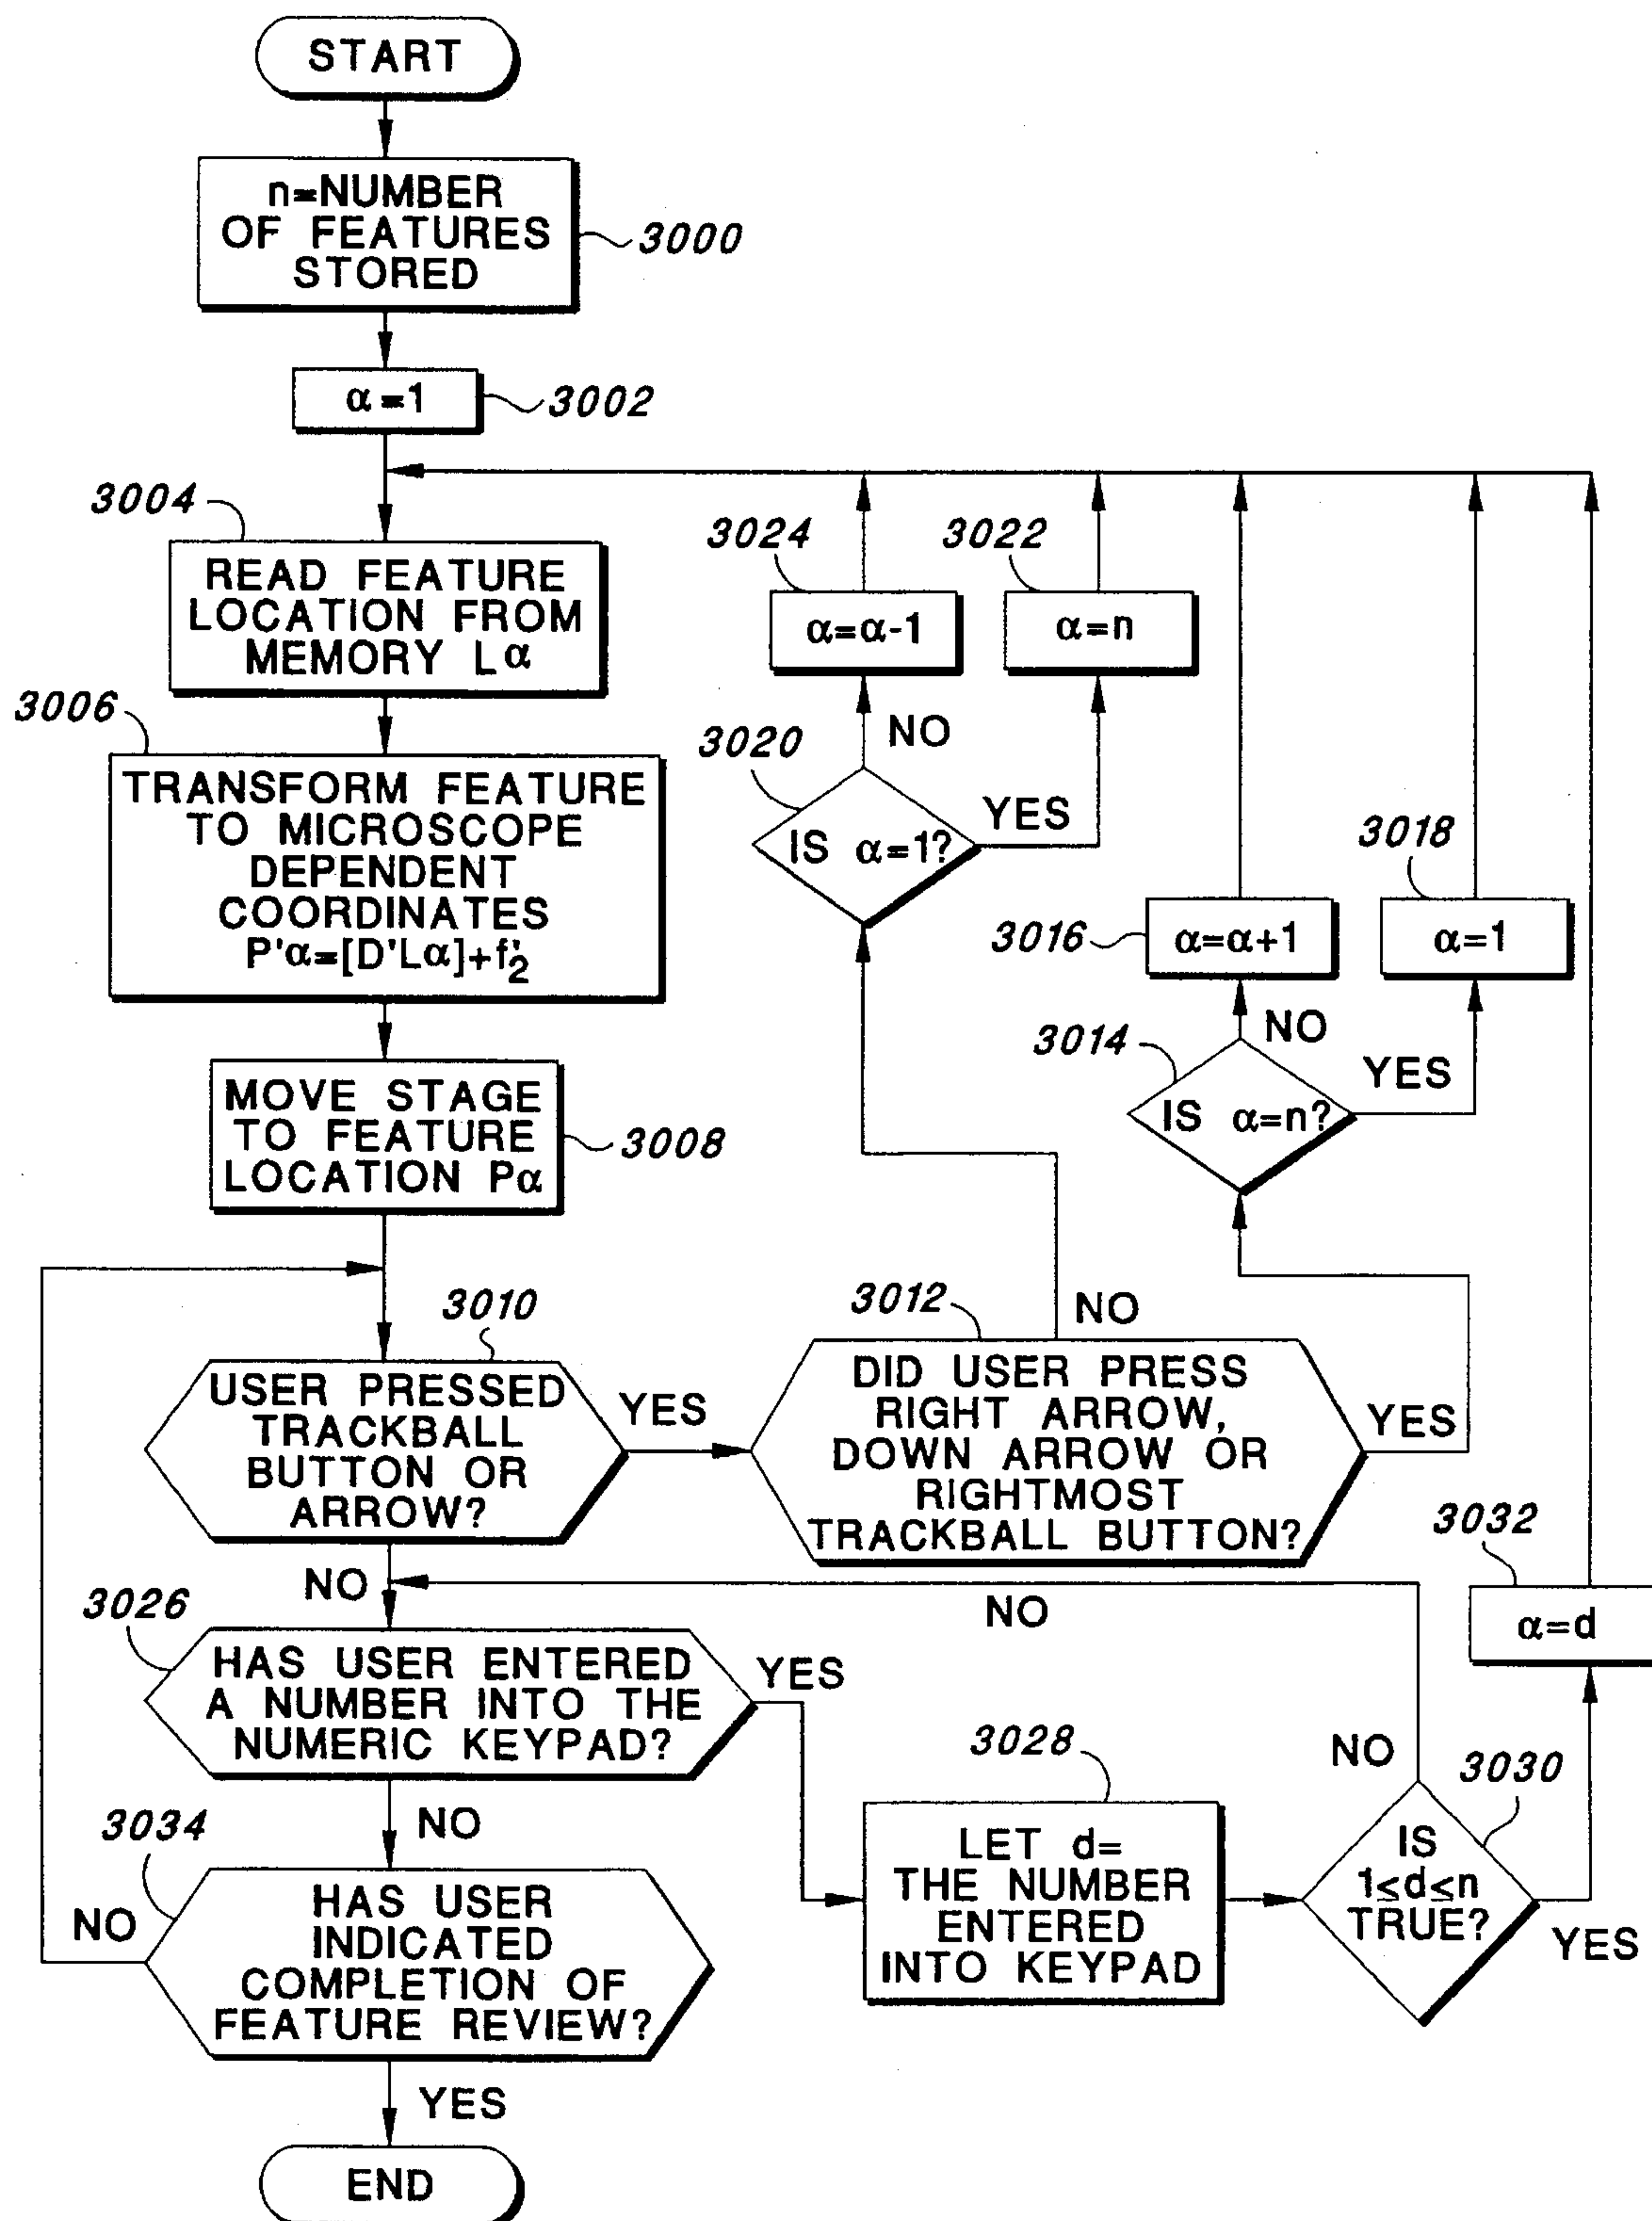 START
n=NUMBER
OF FEATURES
STORED
3000
α=1
3002
3004
READ FEATURE
LOCATION FROM
MEMORY Lα
3006
TRANSFORM FEATURE
TO MICROSCOPE
DEPENDENT
COORDINATES
P'α=[D'Lα]+f'2
MOVE STAGE
TO FEATURE
LOCATION Pα
3008
3024
α=α-1
3022
α=n
NO
3020
IS α=1?
YES
3018
3016
α=α+1
α=1
NO
3014
IS α=n?
YES
3010
USER PRESSED
TRACKBALL
BUTTON OR
ARROW?
YES
NO
3012
NO
DID USER PRESS
RIGHT ARROW,
DOWN ARROW OR
RIGHTMOST
TRACKBALL BUTTON?
YES
3032
α=d
NO
3026
HAS USER ENTERED
A NUMBER INTO THE
NUMERIC KEYPAD?
YES
NO
3028
LET d=
THE NUMBER
ENTERED
INTO KEYPAD
NO
3030
IS
1≤d≤n
TRUE?
YES
3034
HAS USER
INDICATED
COMPLETION OF
FEATURE REVIEW?
NO
YES
END